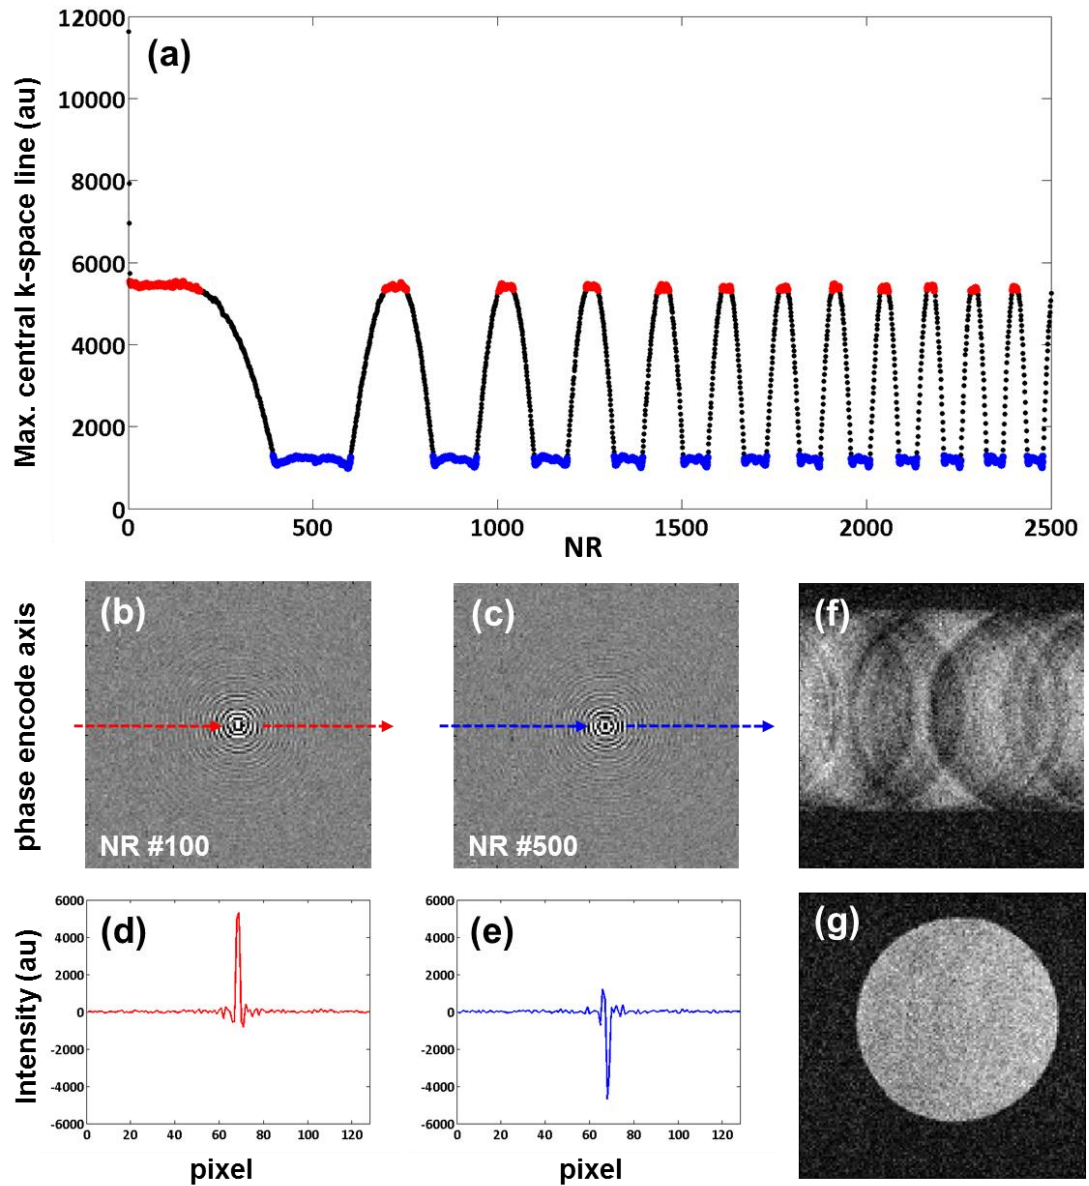 12000
10000
8000
6000
4000
2000
0
Max. central k-space line (au)
(a)
0 500 1000 1500 2000 2500
NR
phase encode axis
(b)
NR #100
(c)
NR #500
(f)
Intensity (au)
6000
4000
2000
0
-2000
-4000
-6000
(d)
0 20 40 60 80 100 120
pixel
6000
4000
2000
0
-2000
-4000
-6000
(e)
0 20 40 60 80 100 120
pixel
(g)